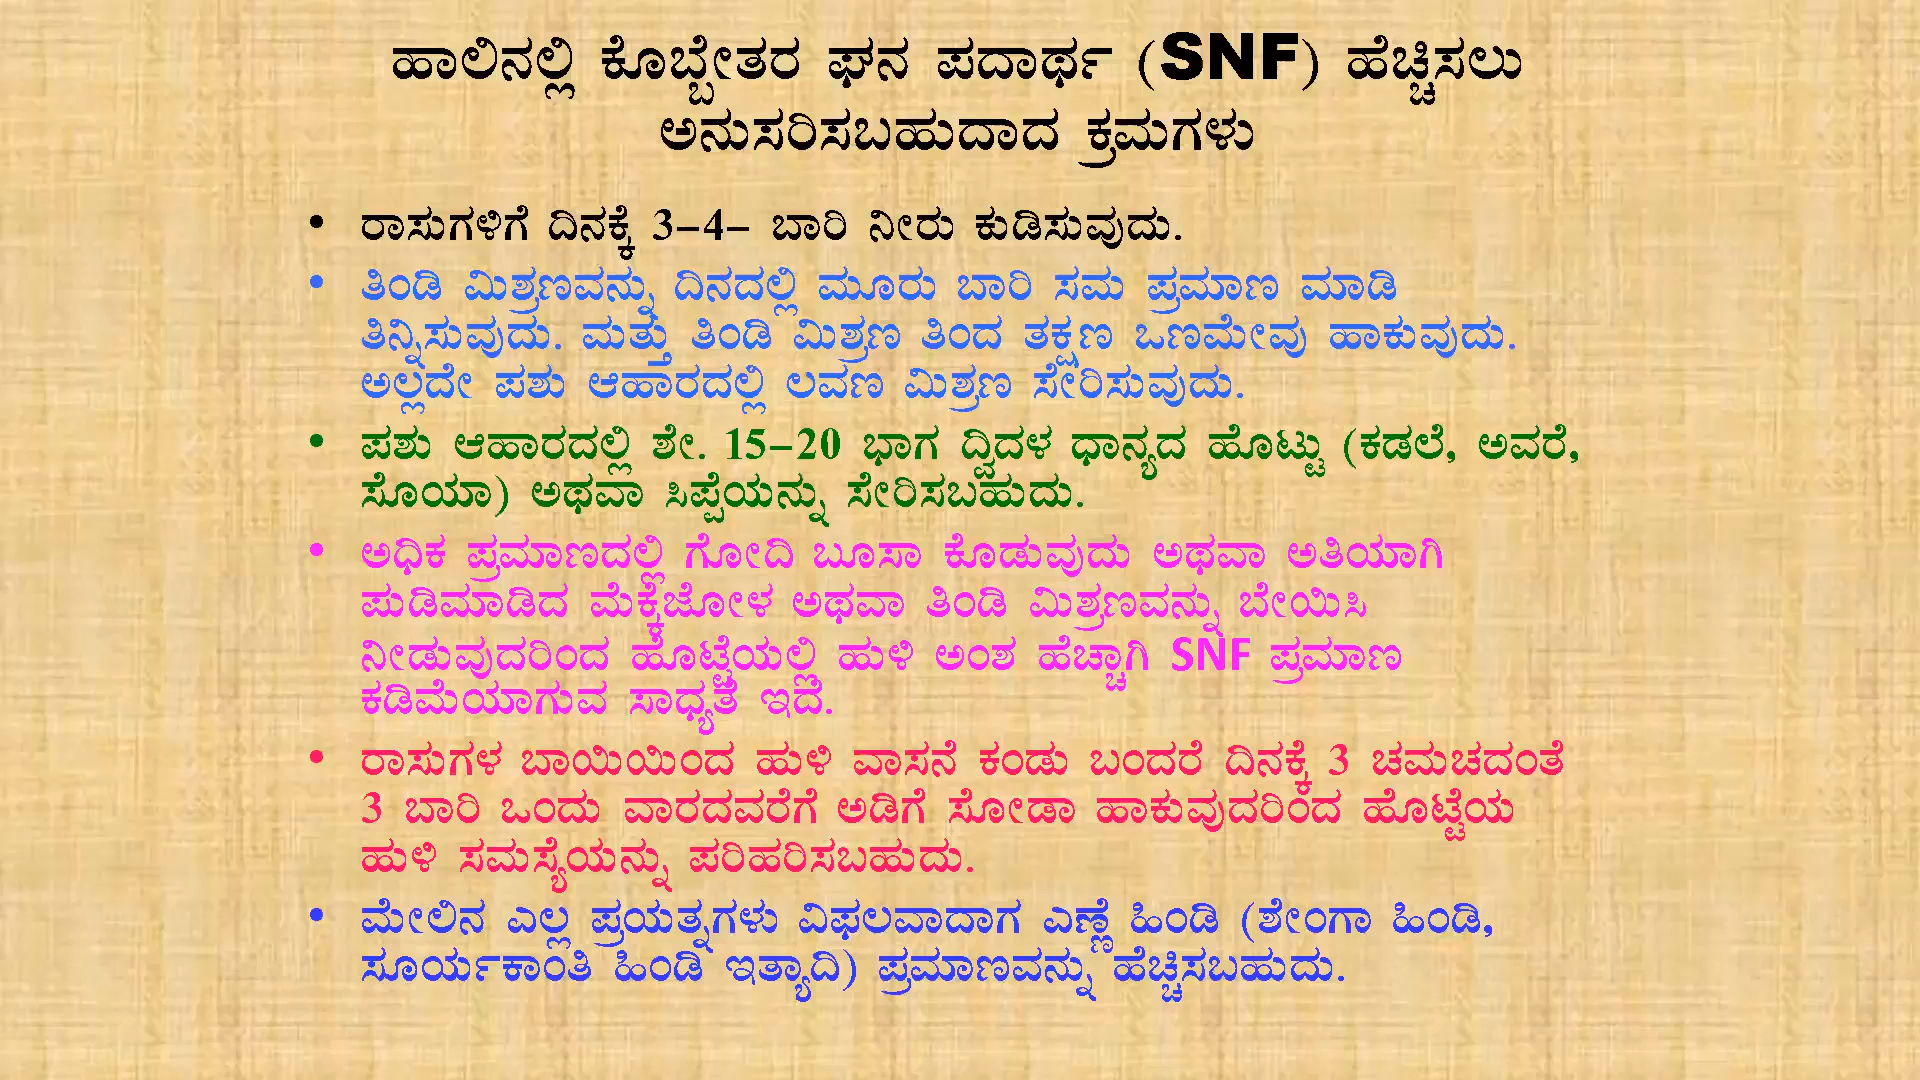 ಹಾಲಿನಲ್ಲಿ ಕೊಬ್ಬೇತರ ಘನ ಪದಾರ್ಥ (SNF) ಹೆಚ್ಚಿಸಲು
ಅನುಸರಿಸಬಹುದಾದ ಕ್ರಮಗಳು
• ರಾಸುಗಳಿಗೆ ದಿನಕ್ಕೆ 3-4- ಬಾರಿ ನೀರು ಕುಡಿಸುವುದು.
• ತಿಂಡಿ ಮಿಶ್ರಣವನ್ನು ದಿನದಲ್ಲಿ ಮೂರು ಬಾರಿ ಸಮ ಪ್ರಮಾಣ ಮಾಡಿ
ತಿನ್ನಿಸುವುದು. ಮತ್ತು ತಿಂಡಿ ಮಿಶ್ರಣ ತಿಂದ ತಕ್ಷಣ ಒಣಮೇವು ಹಾಕುವುದು.
ಅಲ್ಲದೇ ಪಶು ಆಹಾರದಲ್ಲಿ ಲವಣ ಮಿಶ್ರಣ ಸೇರಿಸುವುದು.
• ಪಶು ಆಹಾರದಲ್ಲಿ ಶೇ. 15-20 ಭಾಗ ದ್ವಿದಳ ಧಾನ್ಯದ ಹೊಟ್ಟು (ಕಡಲೆ, ಅವರೆ,
ಸೊಯಾ) ಅಥವಾ ಸಿಪ್ಪೆಯನ್ನು ಸೇರಿಸಬಹುದು.
• ಅಧಿಕ ಪ್ರಮಾಣದಲ್ಲಿ ಗೋದಿ ಬೂಸಾ ಕೊಡುವುದು ಅಥವಾ ಅತಿಯಾಗಿ
ಪುಡಿಮಾಡಿದ ಮೆಕ್ಕೆಜೋಳ ಅಥವಾ ತಿಂಡಿ ಮಿಶ್ರಣವನ್ನು ಬೇಯಿಸಿ
ನೀಡುವುದರಿಂದ ಹೊಟ್ಟೆಯಲ್ಲಿ ಹುಳಿ ಅಂಶ ಹೆಚ್ಚಾಗಿ SNF ಪ್ರಮಾಣ
ಕಡಿಮೆಯಾಗುವ ಸಾಧ್ಯತೆ ಇದೆ.
• ರಾಸುಗಳ ಬಾಯಿಯಿಂದ ಹುಳಿ ವಾಸನೆ ಕಂಡು ಬಂದರೆ ದಿನಕ್ಕೆ 3 ಚಮಚದಂತೆ
3 ಬಾರಿ ಒಂದು ವಾರದವರೆಗೆ ಅಡಿಗೆ ಸೋಡಾ ಹಾಕುವುದರಿಂದ ಹೊಟ್ಟೆಯ
ಹುಳಿ ಸಮಸ್ಯೆಯನ್ನು ಪರಿಹರಿಸಬಹುದು.
• ಮೇಲಿನ ಎಲ್ಲ ಪ್ರಯತ್ನಗಳು ವಿಫಲವಾದಾಗ ಎಣ್ಣೆ ಹಿಂಡಿ (ಶೇಂಗಾ ಹಿಂಡಿ,
ಸೂರ್ಯಕಾಂತಿ ಹಿಂಡಿ ಇತ್ಯಾದಿ) ಪ್ರಮಾಣವನ್ನು ಹೆಚ್ಚಿಸಬಹುದು.